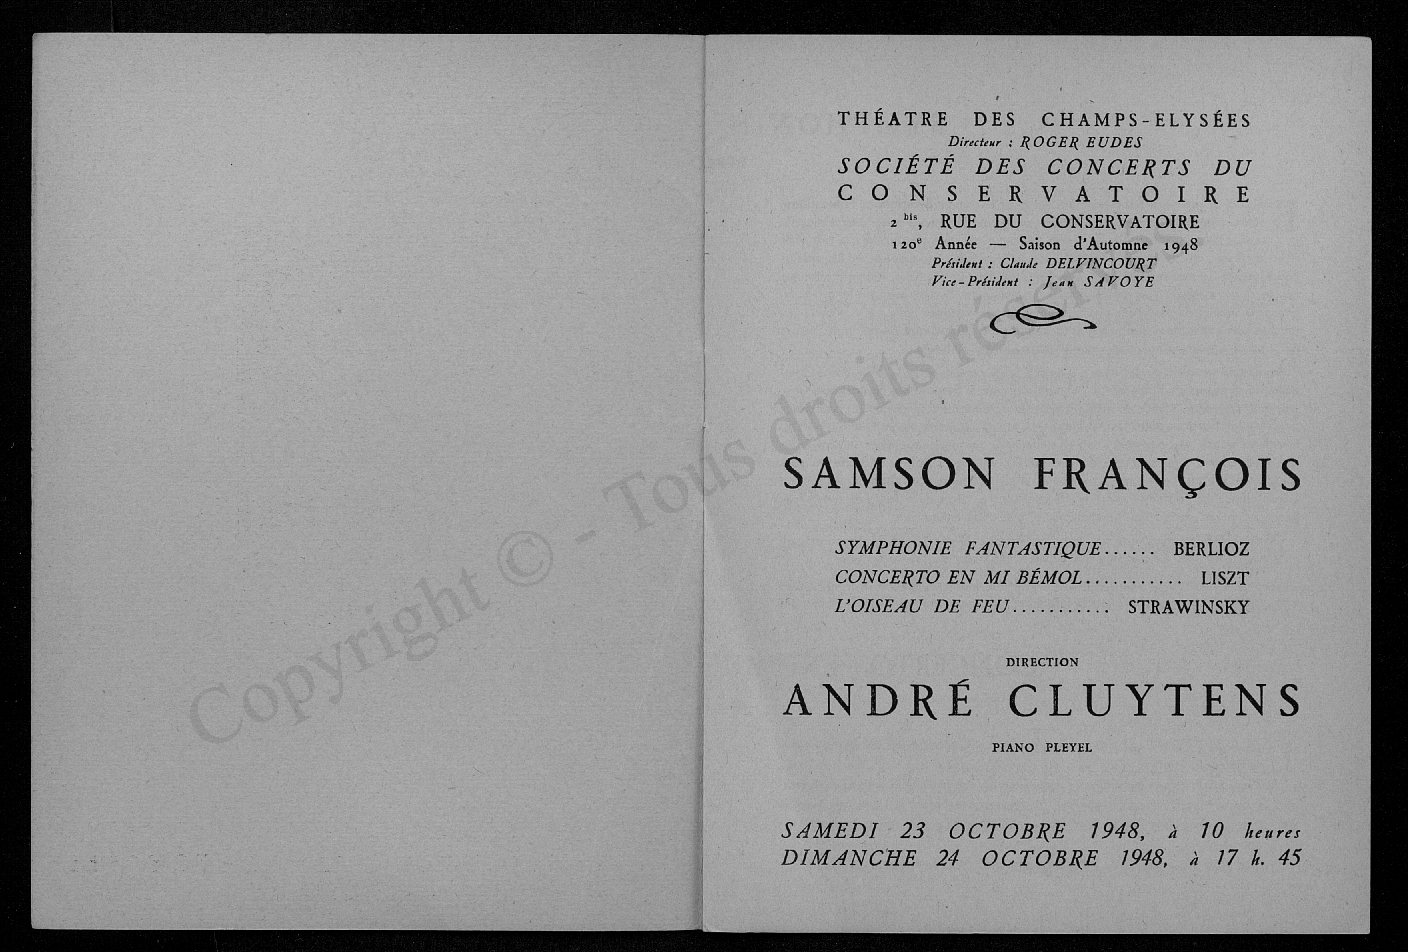 THÉATRE DES CHAMPS-ELYSÉES
Directeur : ROGER EUDES
SOCIÉTÉ DES CONCERTS DU
CONSERVATOIRE
2 bis, RUE DU CONSERVATOIRE
120e Année — Saison d'Automne 1948
Président : Claude DELVINCOURT
Vice-Président : Jean SAVOYE
SAMSON FRANÇOIS
SYMPHONIE FANTASTIQUE...... BERLIOZ
CONCERTO EN MI BÉMOL........... LISZT
L'OISEAU DE FEU........... STRAWINSKY
DIRECTION
ANDRÉ CLUYTENS
PIANO PLEYEL
SAMEDI 23 OCTOBRE 1948, à 10 heures
DIMANCHE 24 OCTOBRE 1948, à 17 h. 45
Copyright © - Tous droits réservés